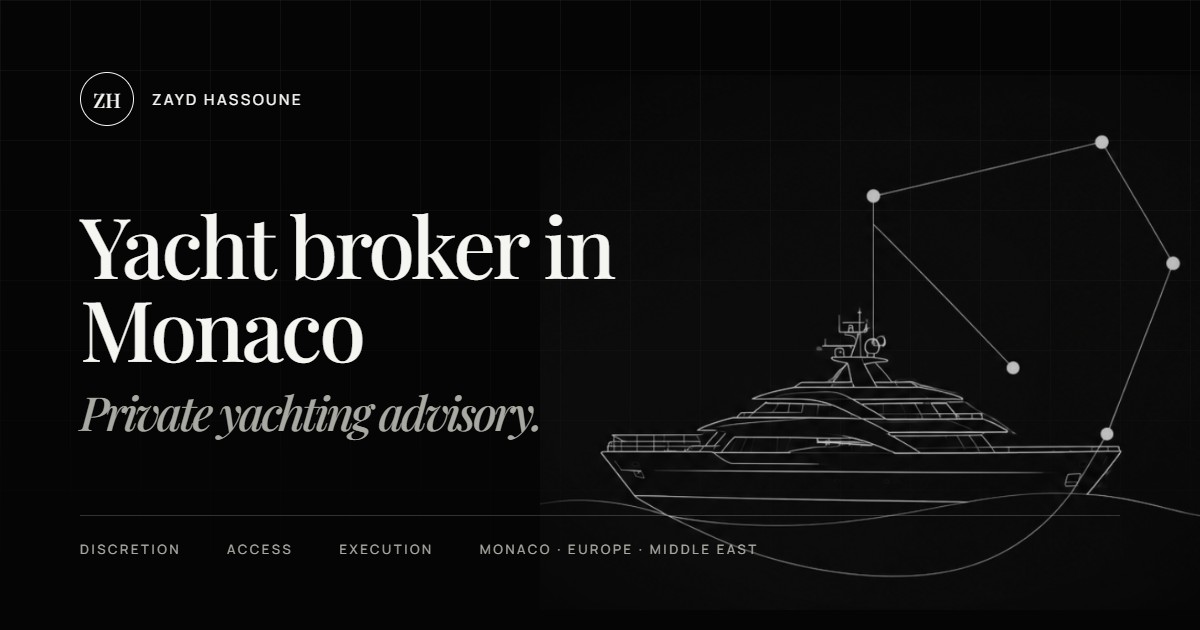 ZH
ZAYD HASSOUNE
Yacht broker in
Monaco
Private yachting advisory.
DISCRETION ACCESS EXECUTION MONACO · EUROPE · MIDDLE EAST